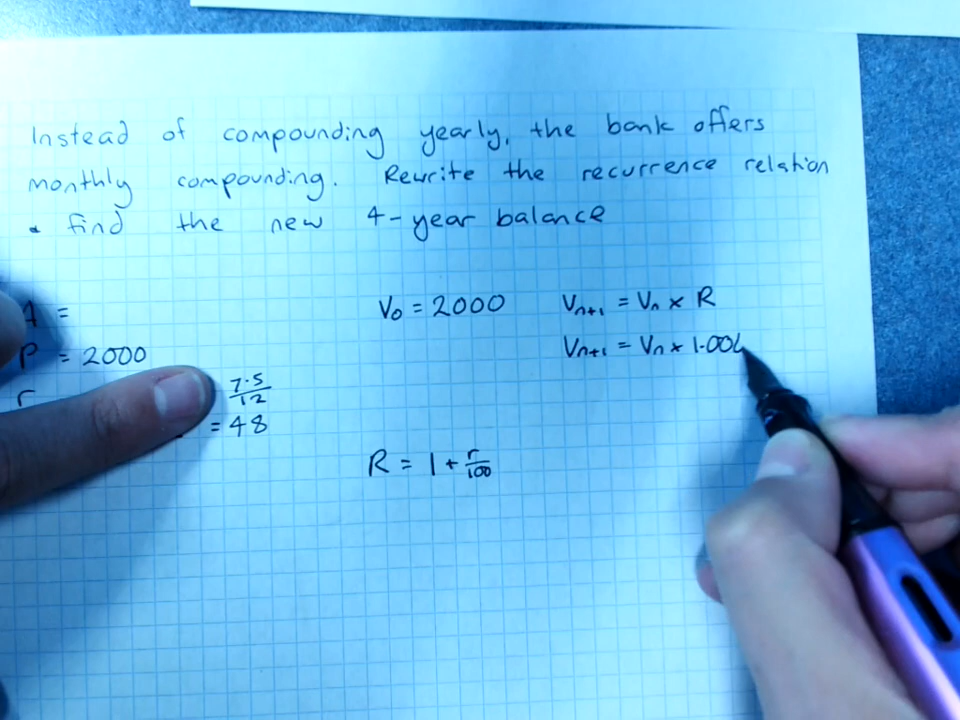 Instead of compounding yearly, the bank offers
monthly compounding. Rewrite the recurrence relation
find the new 4-year balance
A =
P = 2000
r
7.5/12
= 48
V₀ = 2000
R = 1 + r/100
Vₙ₊₁ = Vₙ × R
Vₙ₊₁ = Vₙ × 1.00